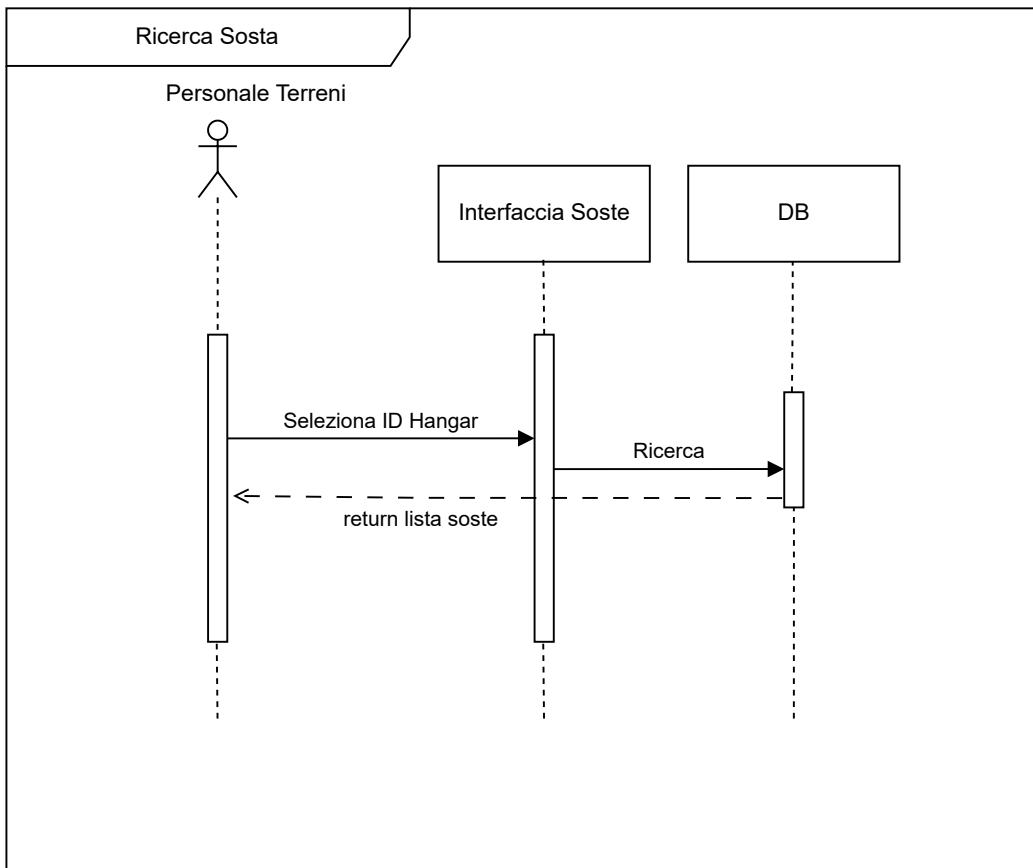 Ricerca Sosta
Personale Terreni
Interfaccia Soste
DB
Seleziona ID Hangar
Ricerca
return lista soste